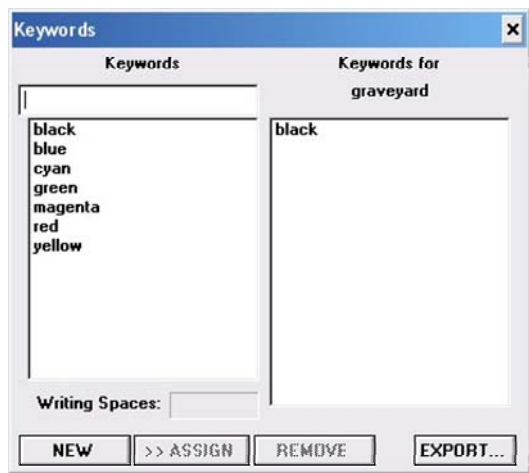 Keywords
Keywords
Keywords for
graveyard
black
blue
cyan
green
magenta
red
yellow
black
Writing Spaces:
NEW
>> ASSIGN
REMOVE
EXPORT...